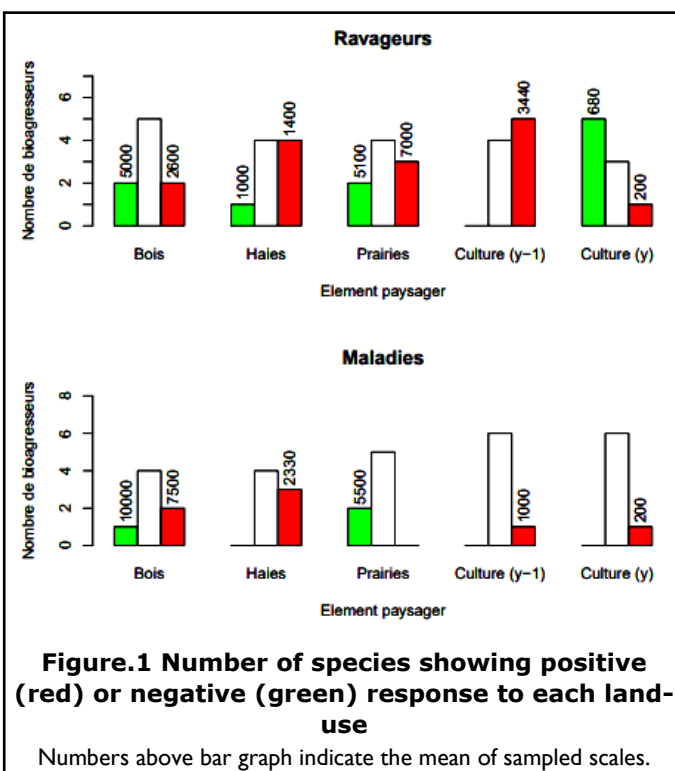 Ravageurs
Nombre de bioagresseurs
0 2 4 6
5000 2600 1000 1400 5100 7000 3440 680 200
Bois Haies Prairies Culture (y−1) Culture (y)
Element paysager
Maladies
Nombre de bioagresseurs
0 2 4 6 8
10000 7500 2330 5500 1000 200
Bois Haies Prairies Culture (y−1) Culture (y)
Element paysager
Figure.1 Number of species showing positive
(red) or negative (green) response to each land-
use
Numbers above bar graph indicate the mean of sampled scales.